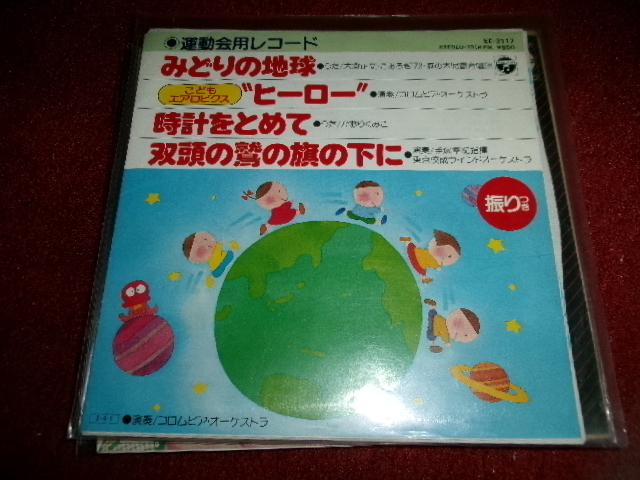 ●運動会用レコード
みどりの地球
こども
エアロビクス
"ヒーロー" ●演奏/コロムビア・オーケストラ
時計をとめて
双頭の鷲の旗の下に ●演奏/
東京佼成ウインドオーケストラ
振りつき
●演奏/コロムビア・オーケストラ